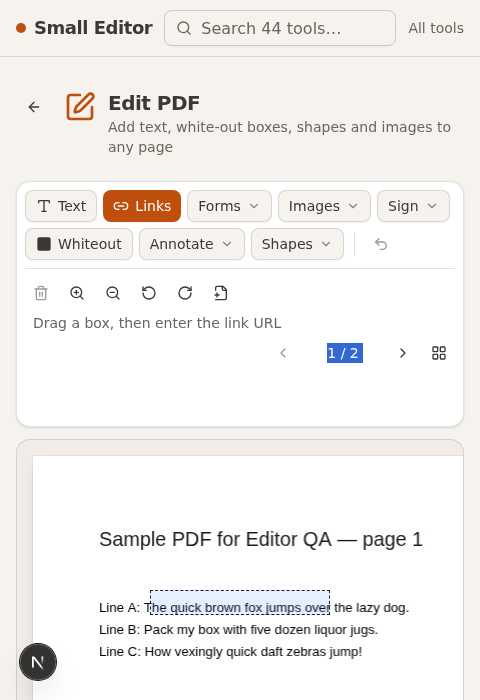 Small Editor
Search 44 tools...
All tools
Edit PDF
Add text, white-out boxes, shapes and images to
any page
Text
Links
Forms
Images
Sign
Whiteout
Annotate
Shapes
Drag a box, then enter the link URL
1 / 2
Sample PDF for Editor QA — page 1
Line A: The quick brown fox jumps over the lazy dog.
Line B: Pack my box with five dozen liquor jugs.
Line C: How vexingly quick daft zebras jump!
N